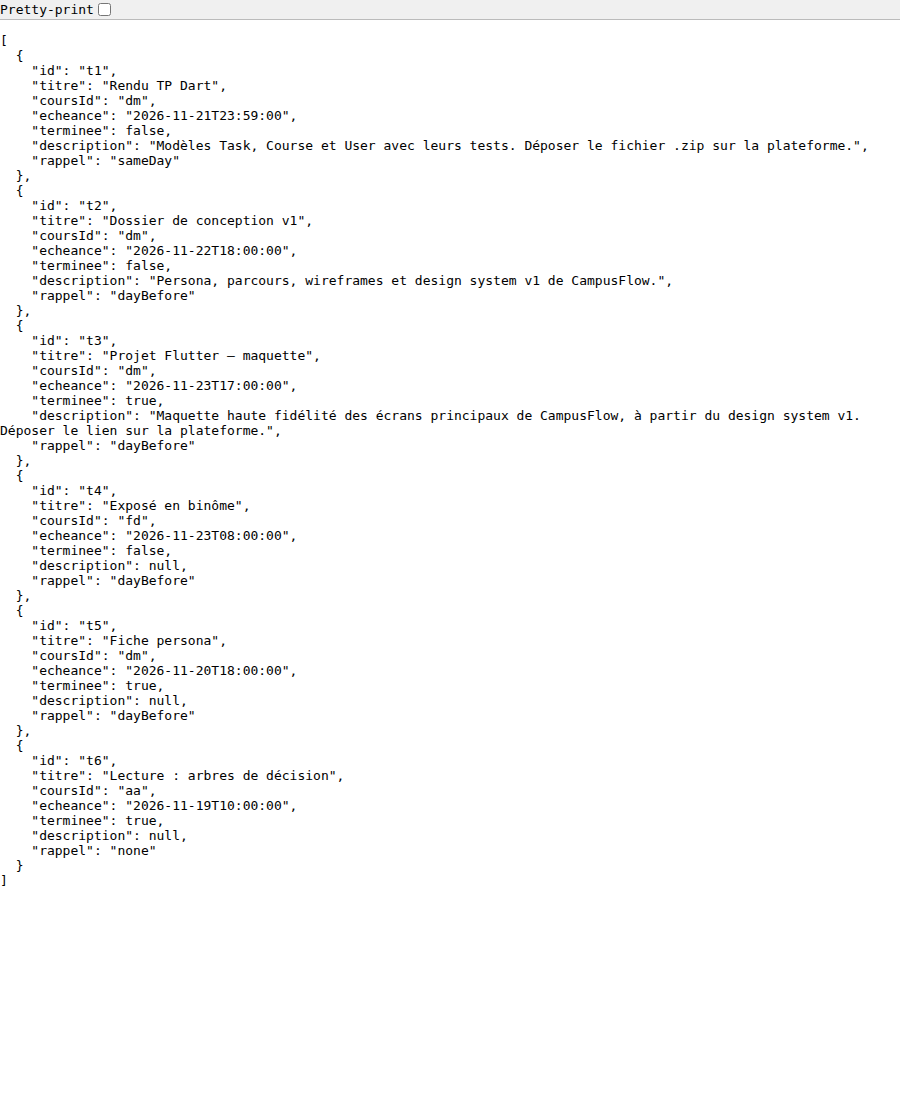 Pretty-print
[
  {
    "id": "t1",
    "titre": "Rendu TP Dart",
    "coursId": "dm",
    "echeance": "2026-11-21T23:59:00",
    "terminee": false,
    "description": "Modèles Task, Course et User avec leurs tests. Déposer le fichier .zip sur la plateforme.",
    "rappel": "sameDay"
  },
  {
    "id": "t2",
    "titre": "Dossier de conception v1",
    "coursId": "dm",
    "echeance": "2026-11-22T18:00:00",
    "terminee": false,
    "description": "Persona, parcours, wireframes et design system v1 de CampusFlow.",
    "rappel": "dayBefore"
  },
  {
    "id": "t3",
    "titre": "Projet Flutter — maquette",
    "coursId": "dm",
    "echeance": "2026-11-23T17:00:00",
    "terminee": true,
    "description": "Maquette haute fidélité des écrans principaux de CampusFlow, à partir du design system v1.
Déposer le lien sur la plateforme.",
    "rappel": "dayBefore"
  },
  {
    "id": "t4",
    "titre": "Exposé en binôme",
    "coursId": "fd",
    "echeance": "2026-11-23T08:00:00",
    "terminee": false,
    "description": null,
    "rappel": "dayBefore"
  },
  {
    "id": "t5",
    "titre": "Fiche persona",
    "coursId": "dm",
    "echeance": "2026-11-20T18:00:00",
    "terminee": true,
    "description": null,
    "rappel": "dayBefore"
  },
  {
    "id": "t6",
    "titre": "Lecture : arbres de décision",
    "coursId": "aa",
    "echeance": "2026-11-19T10:00:00",
    "terminee": true,
    "description": null,
    "rappel": "none"
  }
]